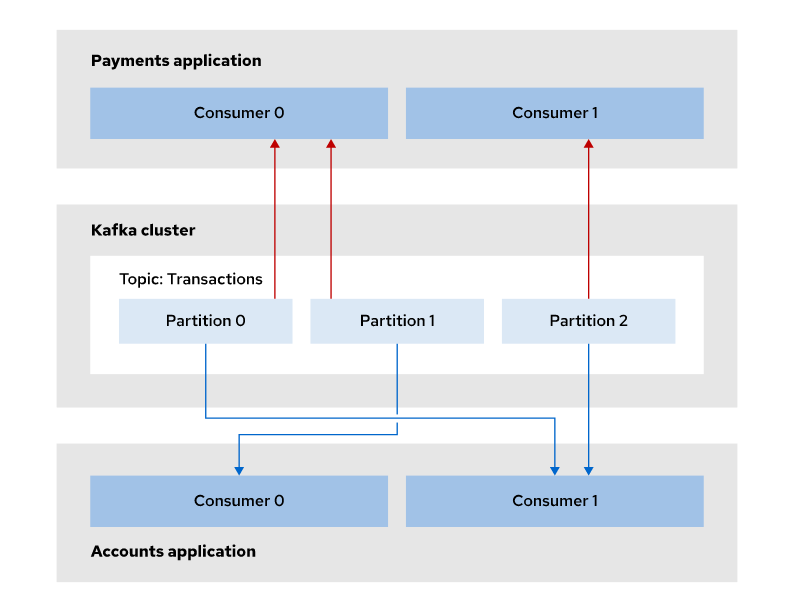 Payments application
Consumer 0
Consumer 1
Kafka cluster
Topic: Transactions
Partition 0
Partition 1
Partition 2
Consumer 0
Consumer 1
Accounts application